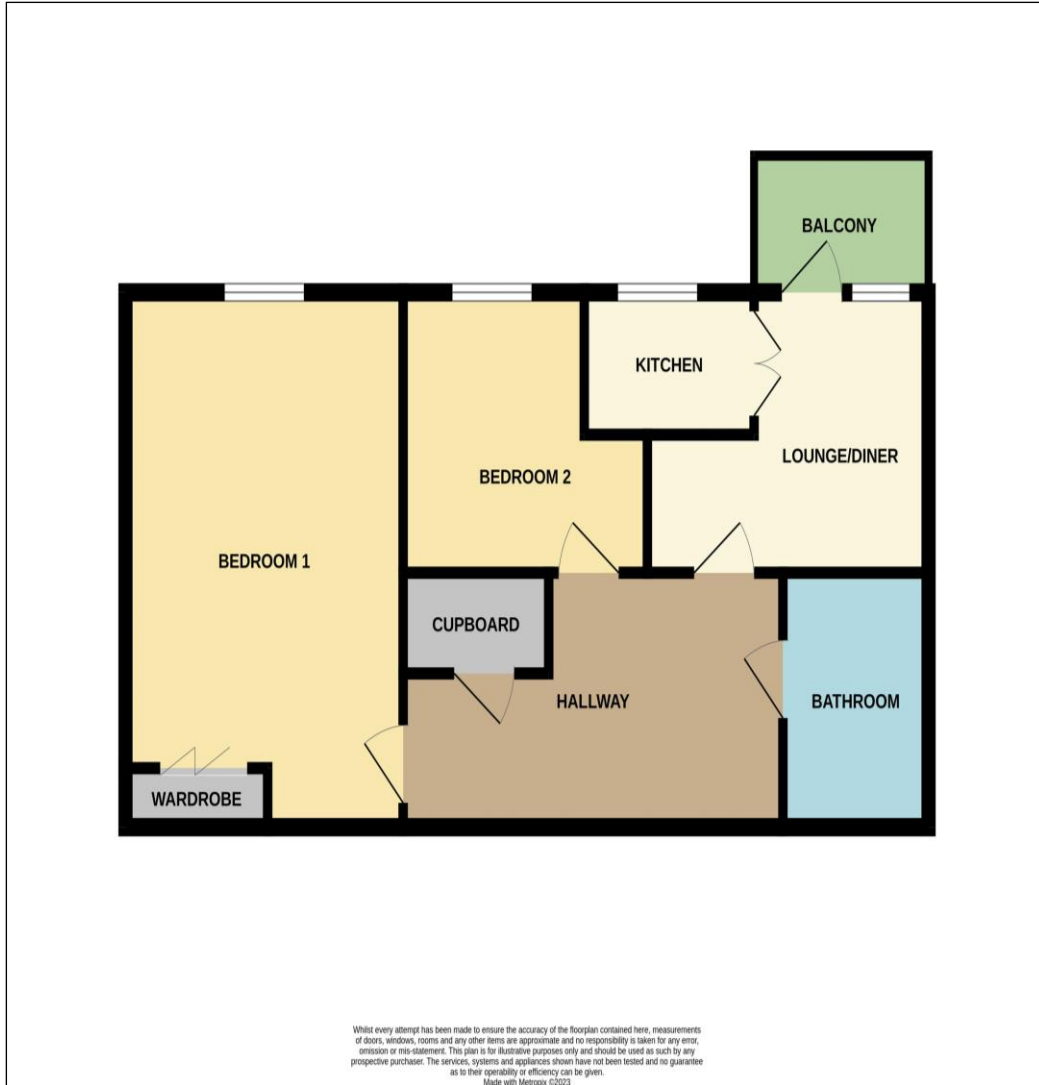 BALCONY
KITCHEN
LOUNGE/DINER
BEDROOM 2
BEDROOM 1
CUPBOARD
HALLWAY
BATHROOM
WARDROBE
Whilst every attempt has been made to ensure the accuracy of the floorplan contained here, measurements
of doors, windows, rooms and any other items are approximate and no responsibility is taken for any error,
omission or mis-statement. This plan is for illustrative purposes only and should be used as such by any
prospective purchaser. The services, systems and appliances shown have not been tested and no guarantee
as to their operability or efficiency can be given.
Made with Metropix ©2023